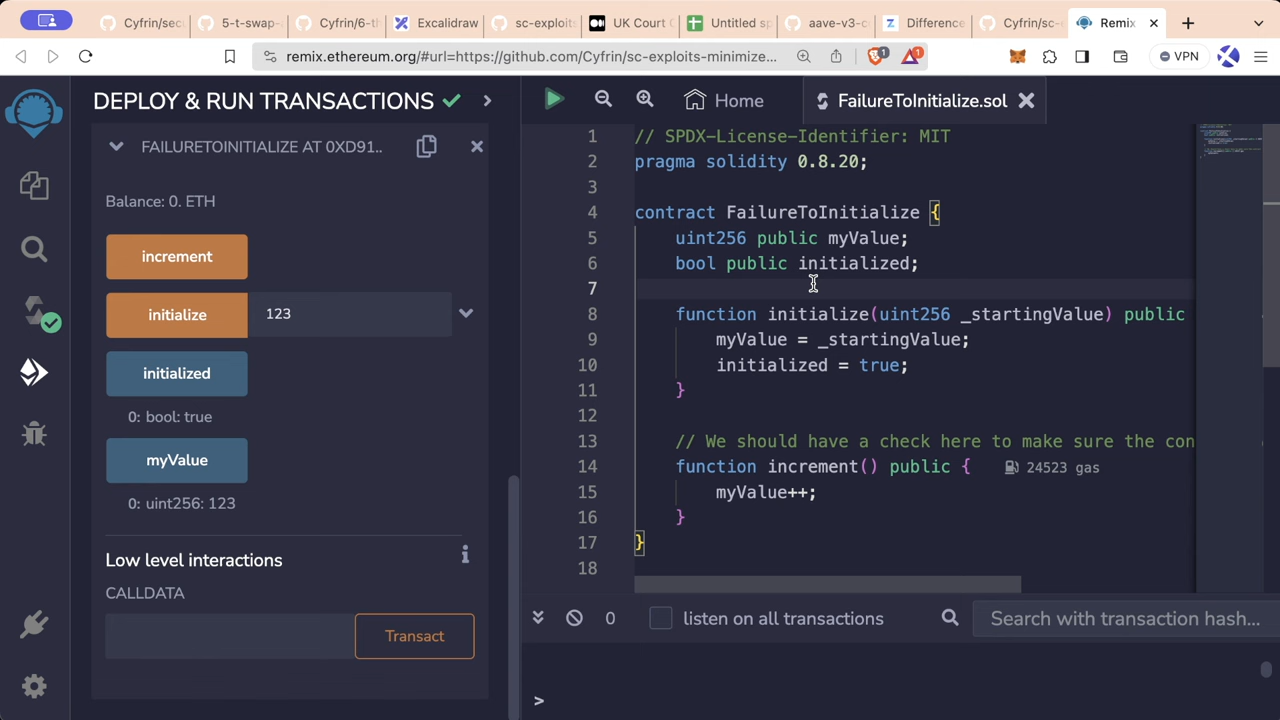 Cyfrin/sec
5-t-swap-
Cyfrin/6-th
Excalidraw
sc-exploits
UK Court
Untitled sp
aave-v3-c
Difference
Cyfrin/sc-
Remix
remix.ethereum.org/#url=https://github.com/Cyfrin/sc-exploits-minimize...
1
1
VPN
DEPLOY & RUN TRANSACTIONS
FAILURETOINITIALIZE AT 0XD91..
Balance: 0. ETH
increment
initialize 123
initialized
0: bool: true
myValue
0: uint256: 123
Low level interactions
CALLDATA
Transact
Home
FailureToInitialize.sol
1 // SPDX-License-Identifier: MIT
2 pragma solidity 0.8.20;
3
4 contract FailureToInitialize {
5 uint256 public myValue;
6 bool public initialized;
7
8 function initialize(uint256 _startingValue) public
9 myValue = _startingValue;
10 initialized = true;
11 }
12
13 // We should have a check here to make sure the con
14 function increment() public { 24523 gas
15 myValue++;
16 }
17 }
18
0 listen on all transactions Search with transaction hash...
>